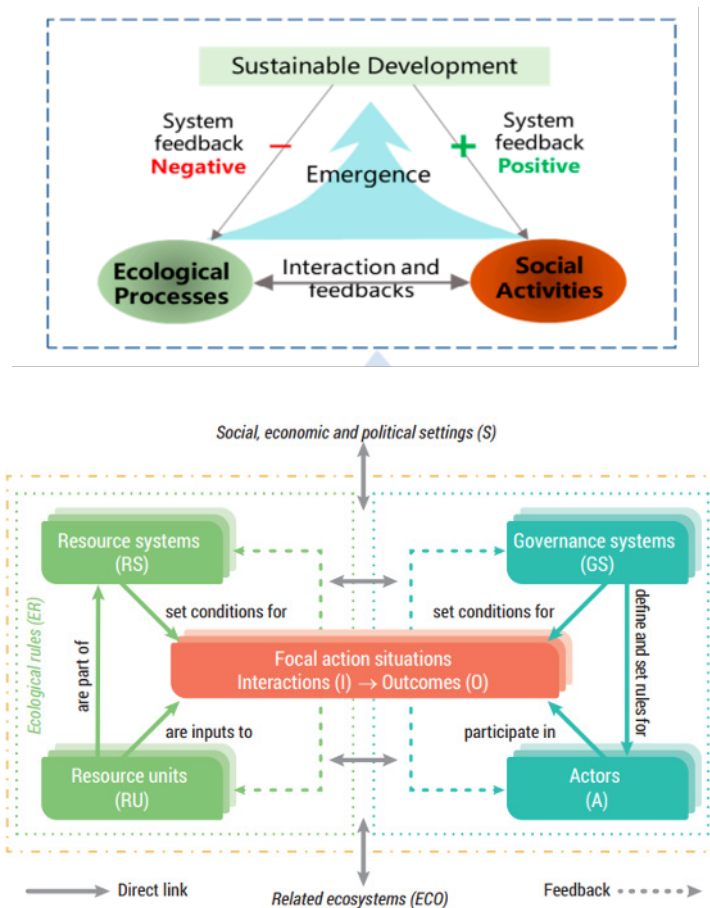 Sustainable Development
System
feedback
Negative
−
+
System
feedback
Positive
Emergence
Ecological
Processes
Interaction and
feedbacks
Social
Activities
Social, economic and political settings (S)
Resource systems
(RS)
Governance systems
(GS)
set conditions for
set conditions for
Ecological rules (ER)
are part of
define and set rules for
Focal action situations
Interactions (I) → Outcomes (O)
are inputs to
participate in
Resource units
(RU)
Actors
(A)
Direct link
Related ecosystems (ECO)
Feedback